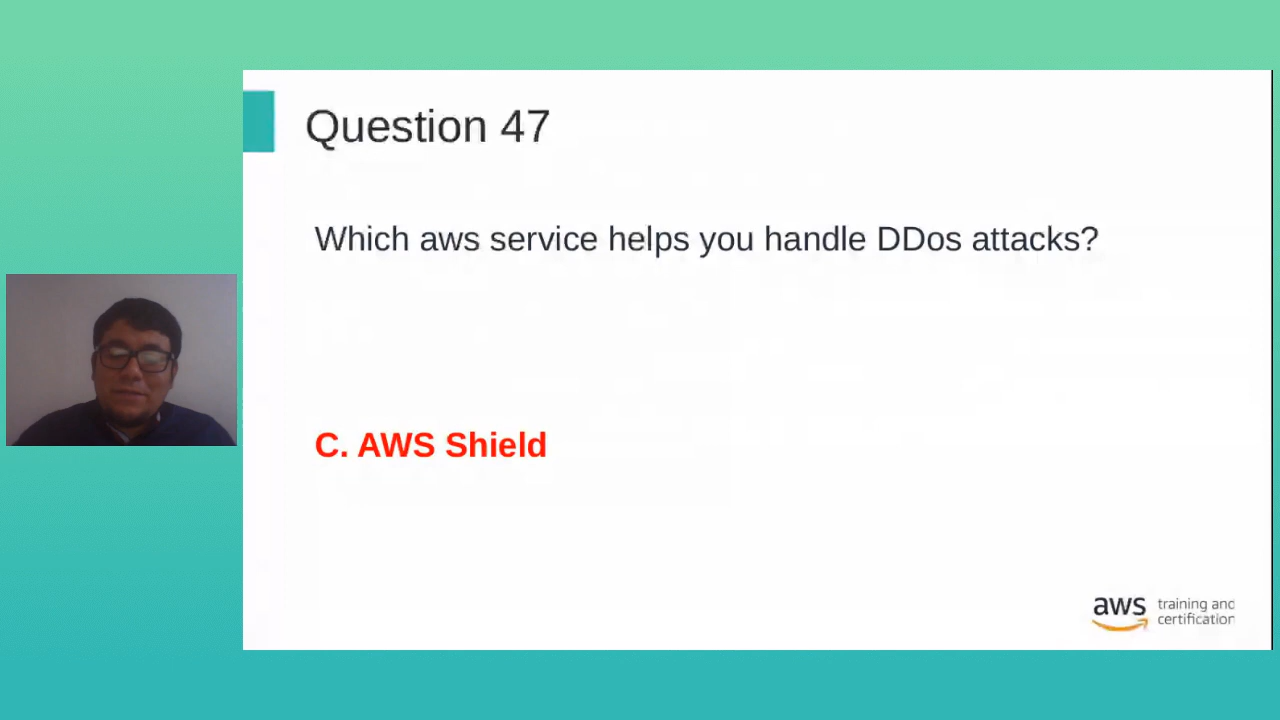 Question 47
Which aws service helps you handle DDos attacks?
C. AWS Shield
aws training and
certification